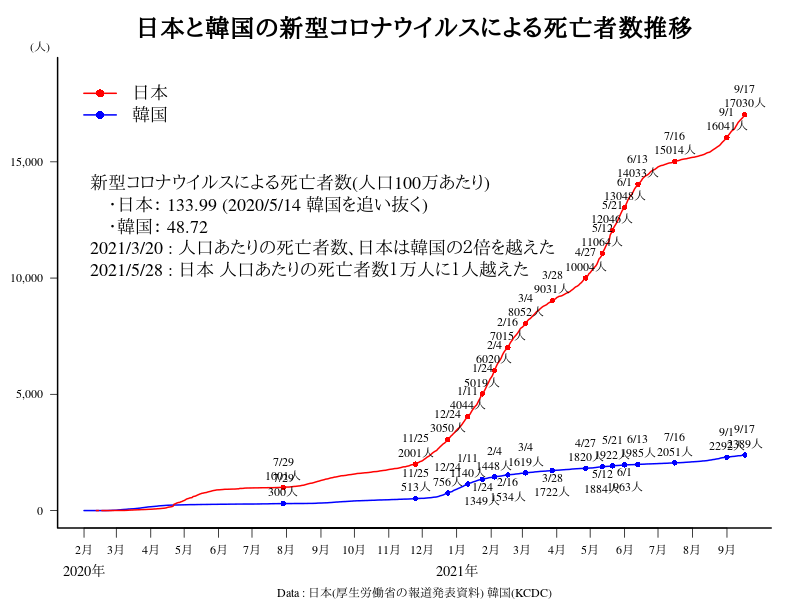 日本と韓国の新型コロナウイルスによる死亡者数推移
(人)
日本
韓国
新型コロナウイルスによる死亡者数(人口100万あたり)
・日本: 133.99 (2020/5/14 韓国を追い抜く)
・韓国: 48.72
2021/3/20 : 人口あたりの死亡者数、日本は韓国の2倍を越えた
2021/5/28 : 日本 人口あたりの死亡者数1万人に1人越えた
15,000
10,000
5,000
0
9/17
17030人
9/1
16041人
7/16
15014人
6/13
14033人
6/1
13048人
5/21
12046人
5/12
11064人
4/27
10004人
3/28
9031人
3/4
8052人
2/16
7015人
2/4
6020人
1/24
5019人
1/11
4044人
12/24
3050人
11/25
2001人
7/29
1001人
7/29
300人
11/25
513人
12/24
756人
1/11
1140人
1/24
1349人
2/4
1448人
2/16
1534人
3/4
1619人
3/28
1722人
4/27
1820人
5/12
1884人
5/21
1922人
6/1
1963人
6/13
1985人
7/16
2051人
9/1
2292人
9/17
2389人
2月 3月 4月 5月 6月 7月 8月 9月 10月 11月 12月 1月 2月 3月 4月 5月 6月 7月 8月 9月
2020年 2021年
Data : 日本(厚生労働省の報道発表資料) 韓国(KCDC)